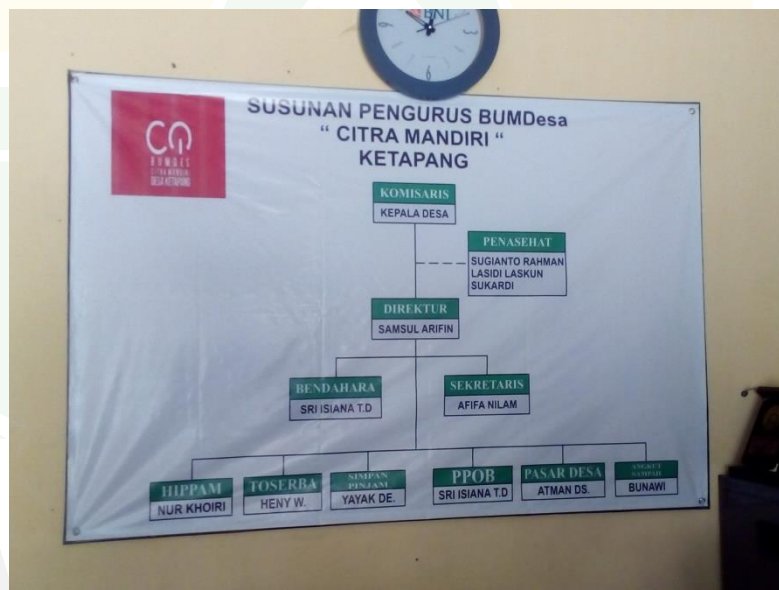 BNI
SUSUNAN PENGURUS BUMDesa
“ CITRA MANDIRI “
KETAPANG
CQ
BUMDES
CITRA MANDIRI
DESA KETAPANG
KOMISARIS
KEPALA DESA
PENASEHAT
SUGIANTO RAHMAN
LASIDI LASKUN
SUKARDI
DIREKTUR
SAMSUL ARIFIN
BENDAHARA
SRI ISIANA T.D
SEKRETARIS
AFIFA NILAM
HIPPAM
NUR KHOIRI
TOSERBA
HENY W.
SIMPAN
PINJAM
YAYAK DE.
PPOB
SRI ISIANA T.D
PASAR DESA
ATMAN DS.
ANGKUT
SAMPAH
BUNAWI